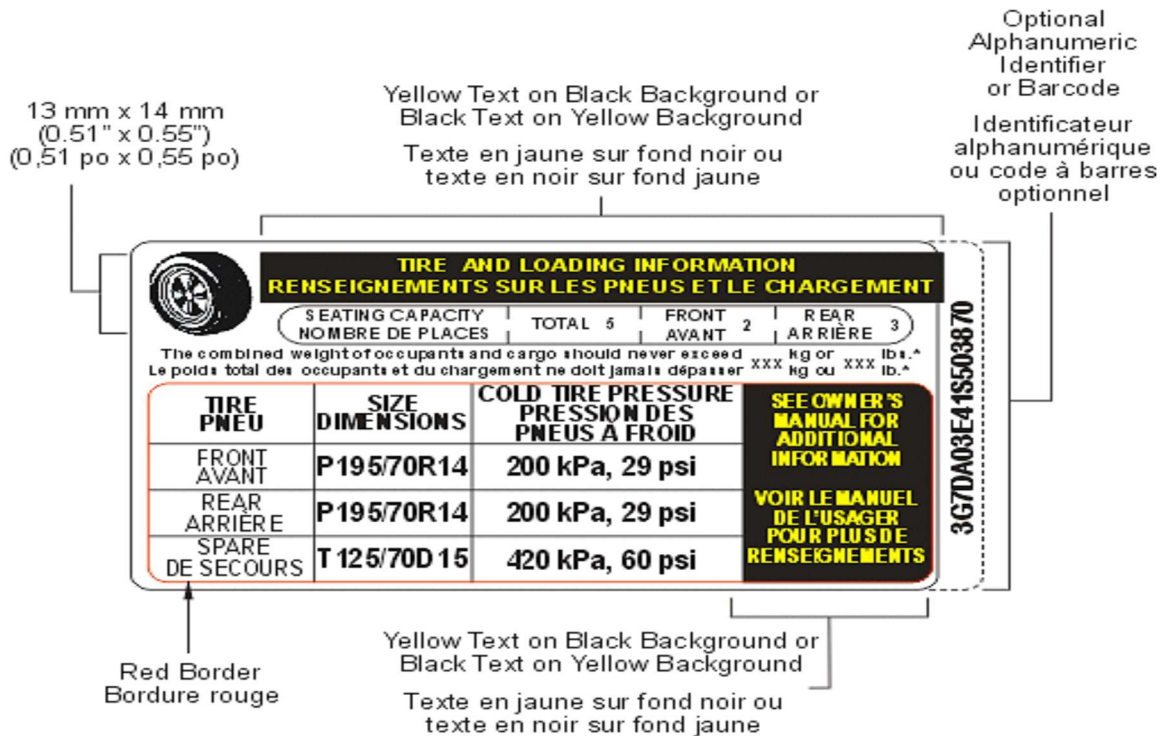 Optional
Alphanumeric
Identifier
or Barcode
Identificateur
alphanumérique
ou code à barres
optionnel
13 mm x 14 mm
(0.51" x 0.55")
(0,51 po x 0,55 po)
Yellow Text on Black Background or
Black Text on Yellow Background
Texte en jaune sur fond noir ou
texte en noir sur fond jaune
TIRE AND LOADING INFORMATION
RENSEIGNEMENTS SUR LES PNEUS ET LE CHARGEMENT
SEATING CAPACITY
NOMBRE DE PLACES
TOTAL 5
FRONT
AVANT 2
REAR
ARRIÈRE 3
The combined weight of occupants and cargo should never exceed xxx kg or xxx lbs.*
Le poids total des occupants et du chargement ne doit jamais dépasser xxx kg ou xxx lb.*
TIRE
PNEU
SIZE
DIMENSIONS
COLD TIRE PRESSURE
PRESSION DES
PNEUS A FROID
FRONT
AVANT
P195/70R14
200 kPa, 29 psi
REAR
ARRIÈRE
P195/70R14
200 kPa, 29 psi
SPARE
DE SECOURS
T125/70D15
420 kPa, 60 psi
SEE OWNER'S
MANUAL FOR
ADDITIONAL
INFORMATION
VOIR LE MANUEL
DE L'USAGER
POUR PLUS DE
RENSEIGNEMENTS
3G7DA03E41S503870
Red Border
Bordure rouge
Yellow Text on Black Background or
Black Text on Yellow Background
Texte en jaune sur fond noir ou
texte en noir sur fond jaune